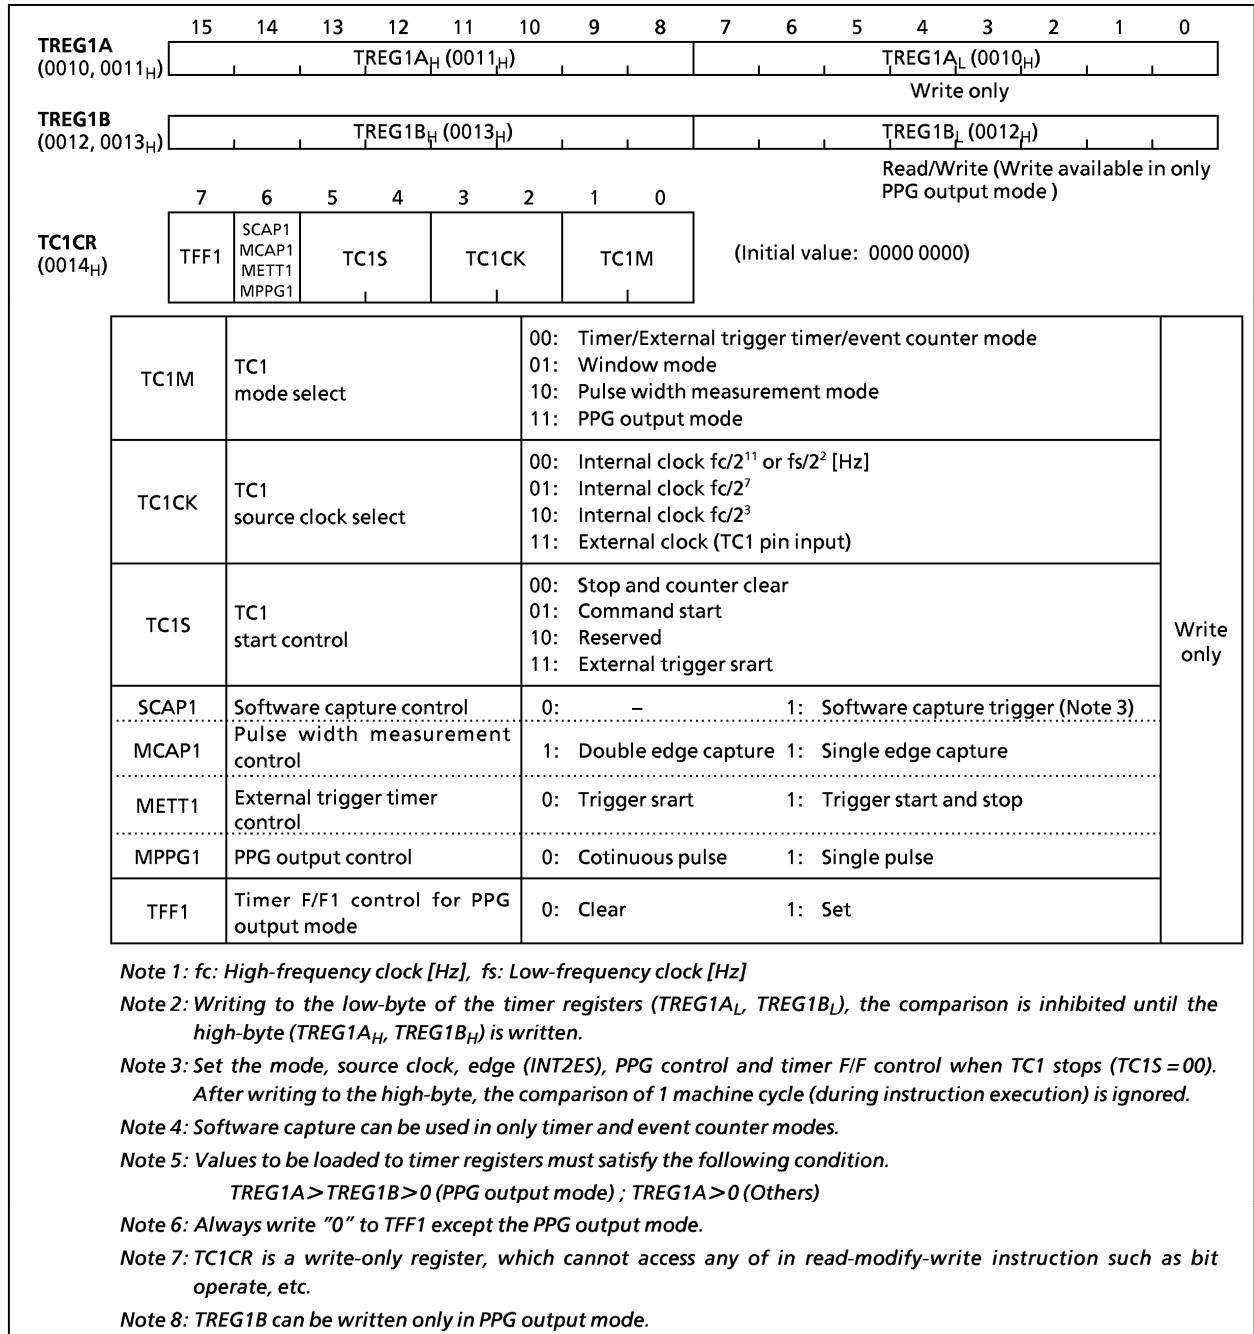 15 14 13 12 11 10 9 8 7 6 5 4 3 2 1 0
TREG1A
(0010, 0011H)
TREG1AH (0011H) TREG1AL (0010H)
Write only
TREG1B
(0012, 0013H)
TREG1BH (0013H) TREG1BL (0012H)
Read/Write (Write available in only
PPG output mode )
7 6 5 4 3 2 1 0
TC1CR
(0014H)
TFF1
SCAP1
MCAP1
METT1
MPPG1
TC1S TC1CK TC1M
(Initial value: 0000 0000)
TC1M
TC1
mode select
00: Timer/External trigger timer/event counter mode
01: Window mode
10: Pulse width measurement mode
11: PPG output mode
TC1CK
TC1
source clock select
00: Internal clock fc/2¹¹ or fs/2² [Hz]
01: Internal clock fc/2⁷
10: Internal clock fc/2³
11: External clock (TC1 pin input)
TC1S
TC1
start control
00: Stop and counter clear
01: Command start
10: Reserved
11: External trigger srart
Write
only
SCAP1 Software capture control 0: – 1: Software capture trigger (Note 3)
MCAP1
Pulse width measurement
control
1: Double edge capture 1: Single edge capture
METT1
External trigger timer
control
0: Trigger srart 1: Trigger start and stop
MPPG1 PPG output control 0: Cotinuous pulse 1: Single pulse
TFF1
Timer F/F1 control for PPG
output mode
0: Clear 1: Set
Note 1: fc: High-frequency clock [Hz], fs: Low-frequency clock [Hz]
Note 2: Writing to the low-byte of the timer registers (TREG1AL, TREG1BL), the comparison is inhibited until the
high-byte (TREG1AH, TREG1BH) is written.
Note 3: Set the mode, source clock, edge (INT2ES), PPG control and timer F/F control when TC1 stops (TC1S = 00).
After writing to the high-byte, the comparison of 1 machine cycle (during instruction execution) is ignored.
Note 4: Software capture can be used in only timer and event counter modes.
Note 5: Values to be loaded to timer registers must satisfy the following condition.
TREG1A > TREG1B > 0 (PPG output mode) ; TREG1A > 0 (Others)
Note 6: Always write "0" to TFF1 except the PPG output mode.
Note 7: TC1CR is a write-only register, which cannot access any of in read-modify-write instruction such as bit
operate, etc.
Note 8: TREG1B can be written only in PPG output mode.